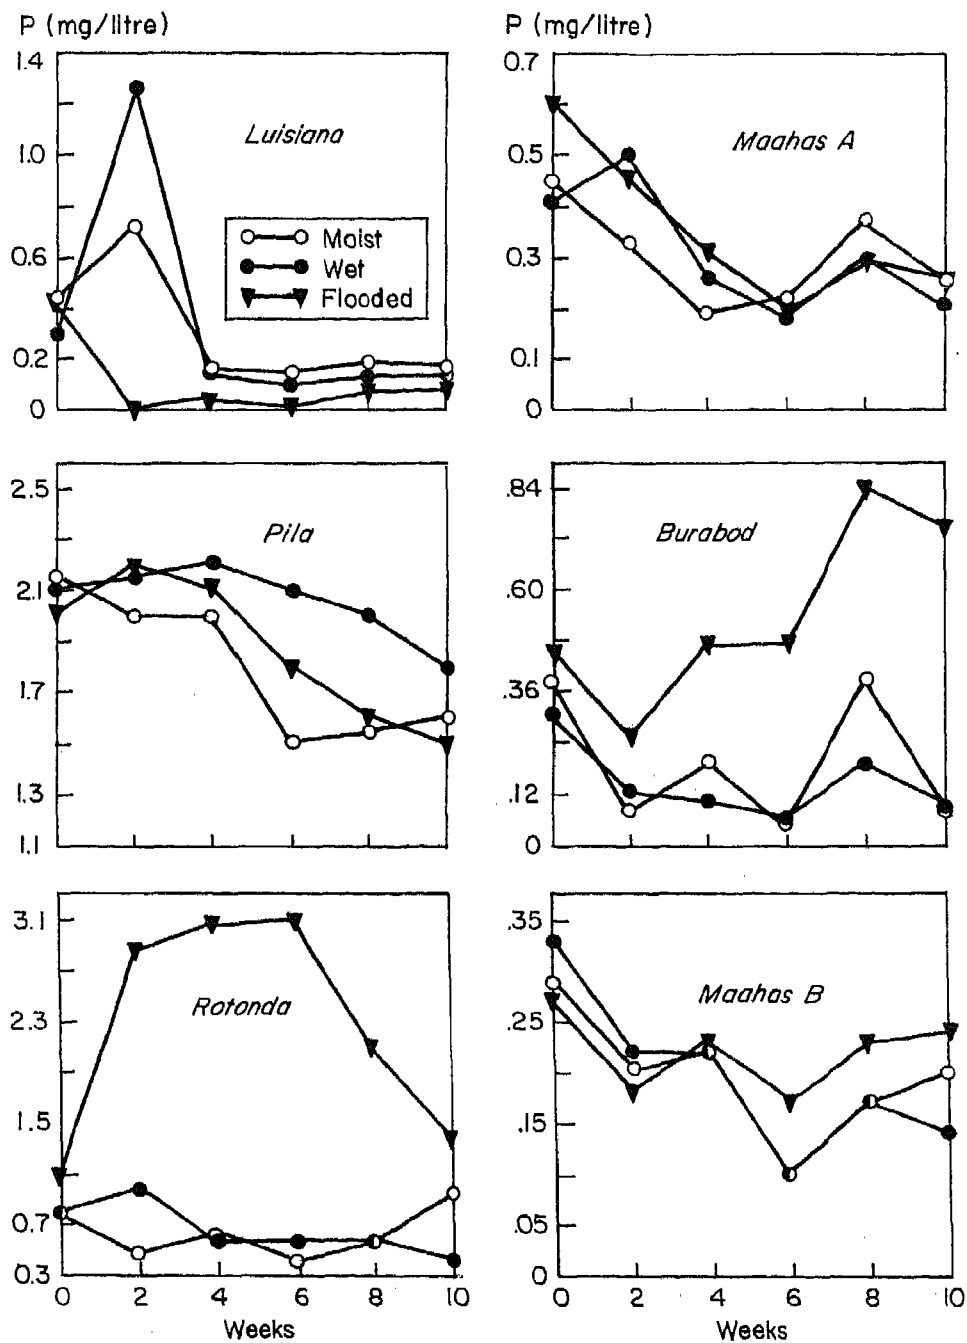 P (mg/litre)
1.4
1.0
0.6
0.2
0
Luisiana
Moist
Wet
Flooded
P (mg/litre)
0.7
0.5
0.3
0.1
0
Maahas A
2.5
2.1
1.7
1.3
1.1
Pila
.84
.60
.36
.12
0
Burabod
3.1
2.3
1.5
0.7
0.3
Rotonda
0 2 4 6 8 10
Weeks
.35
.25
.15
.05
0
Maahas B
0 2 4 6 8 10
Weeks